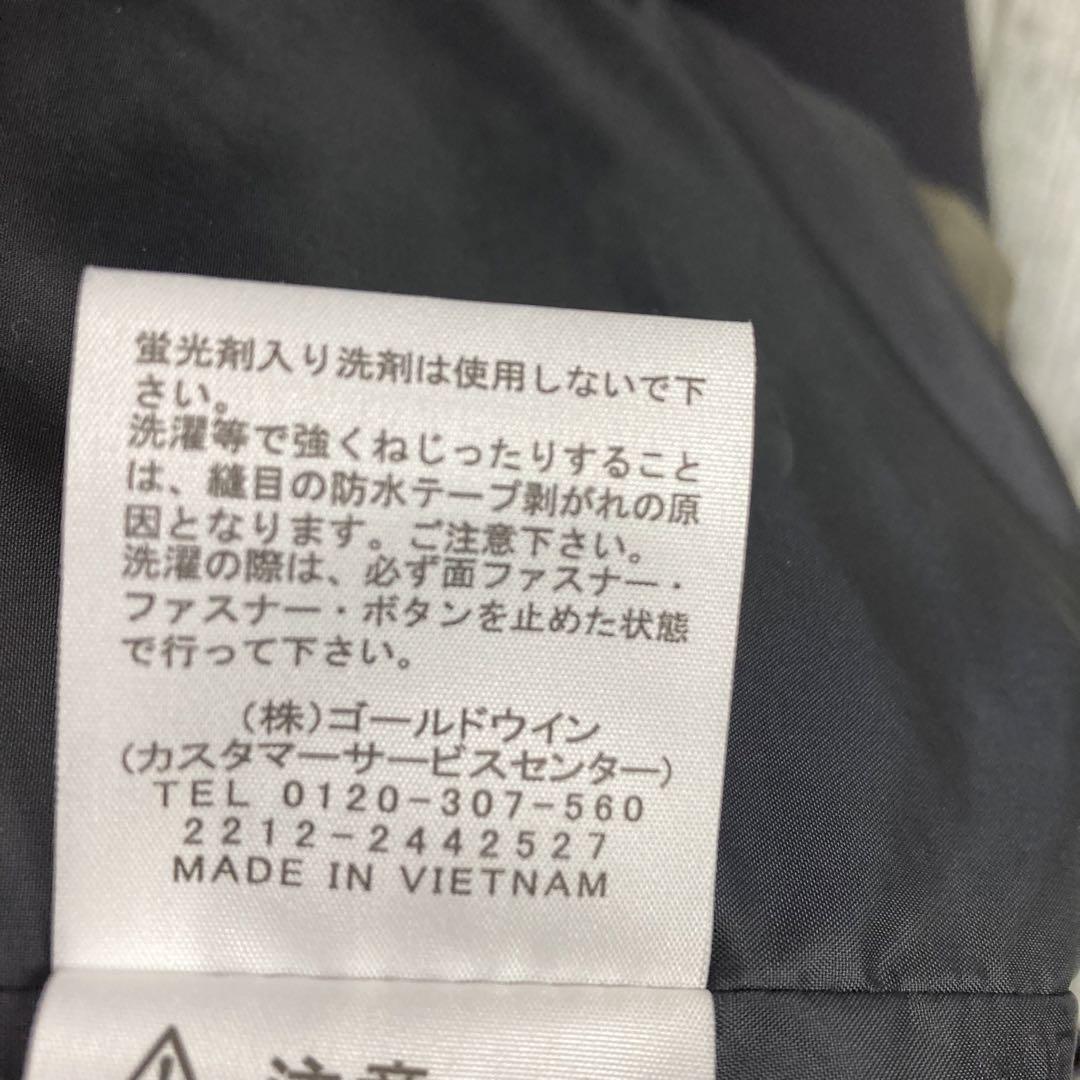 蛍光剤入り洗剤は使用しないで下
さい。
洗濯等で強くねじったりすること
は、縫目の防水テープ剥がれの原
因となります。ご注意下さい。
洗濯の際は、必ず面ファスナー・
ファスナー・ボタンを止めた状態
で行って下さい。
(株)ゴールドウイン
(カスタマーサービスセンター)
TEL 0120-307-560
2212-2442527
MADE IN VIETNAM
注意